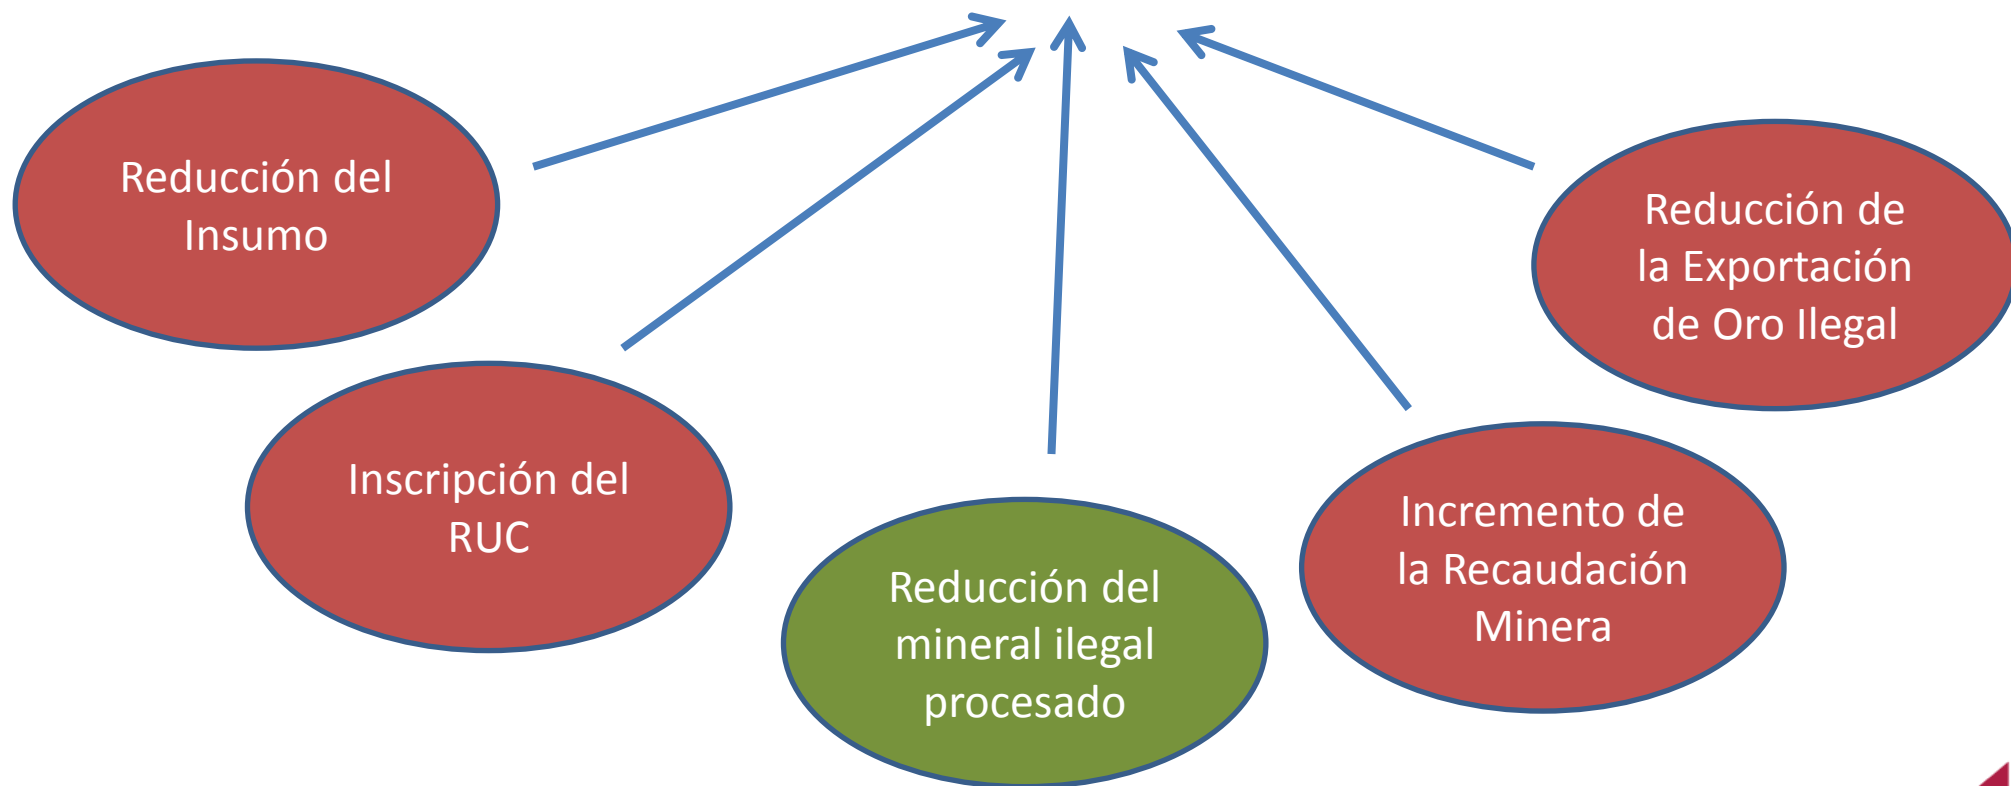 Reducción del
Insumo
Inscripción del
RUC
Reducción del
mineral ilegal
procesado
Incremento de
la Recaudación
Minera
Reducción de
la Exportación
de Oro Ilegal